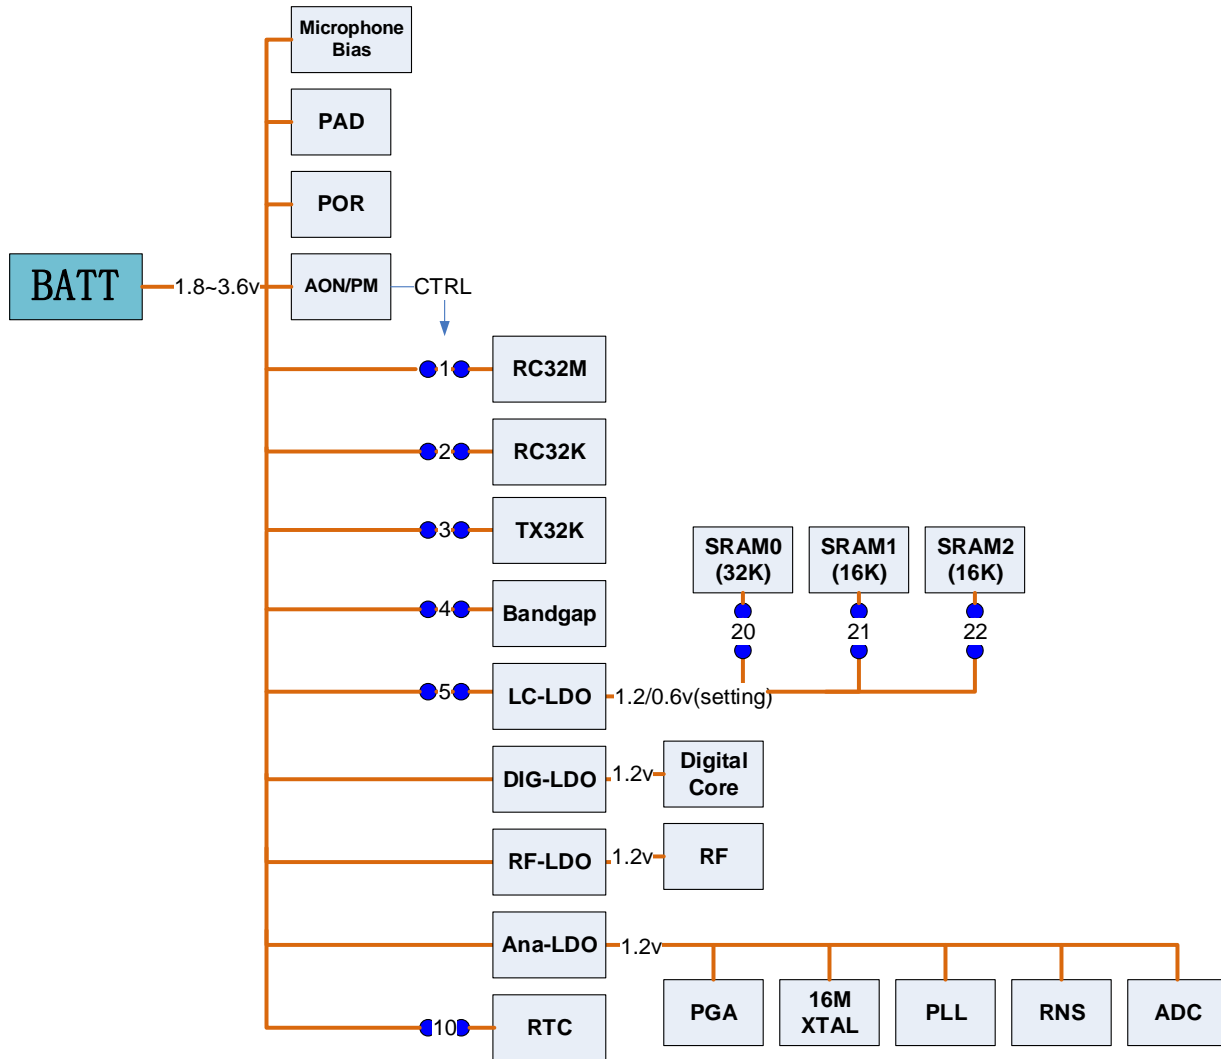 Microphone
Bias
PAD
POR
BATT
1.8~3.6v
AON/PM
CTRL
1
RC32M
2
RC32K
3
TX32K
SRAM0
(32K)
SRAM1
(16K)
SRAM2
(16K)
4
Bandgap
20
21
22
5
LC-LDO
1.2/0.6v(setting)
DIG-LDO
1.2v
Digital
Core
RF-LDO
1.2v
RF
Ana-LDO
1.2v
PGA
16M
XTAL
PLL
RNS
ADC
10
RTC